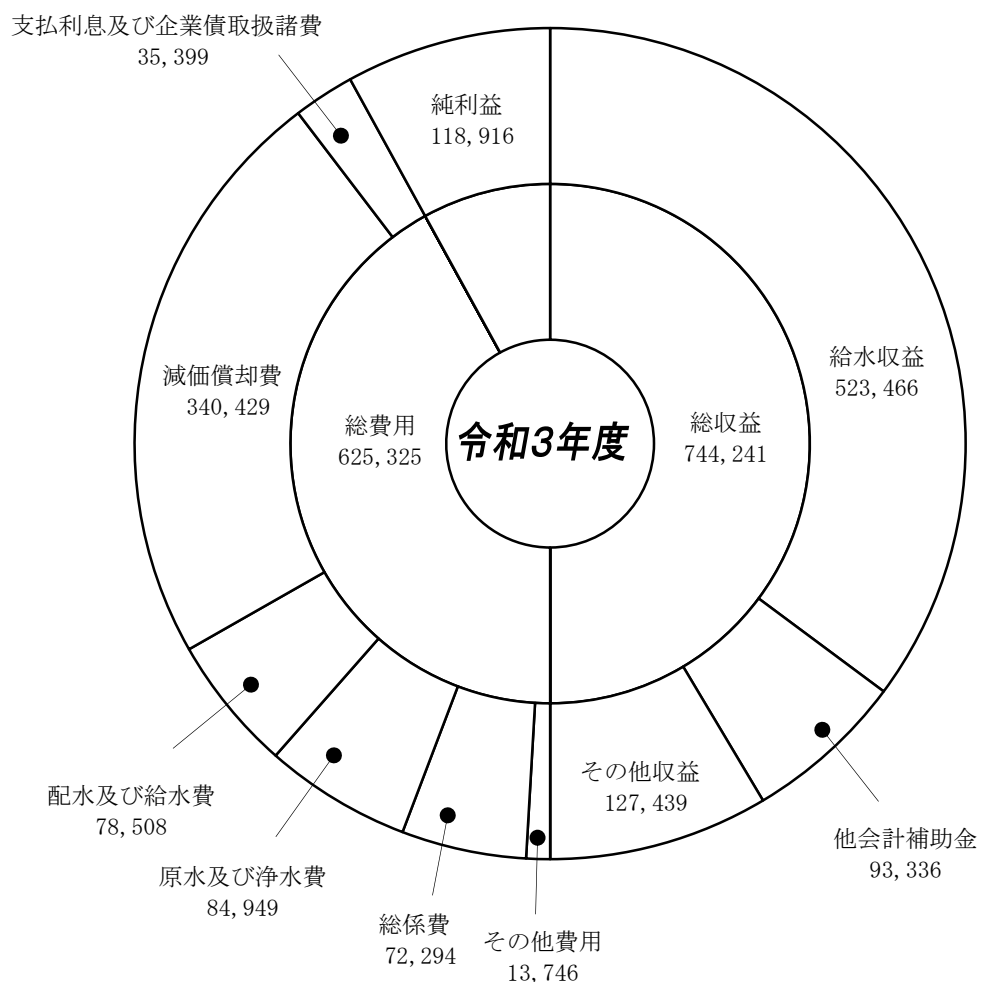 支払利息及び企業債取扱諸費
35,399
純利益
118,916
給水収益
523,466
減価償却費
340,429
総費用
625,325
令和3年度
総収益
744,241
その他収益
127,439
他会計補助金
93,336
配水及び給水費
78,508
原水及び浄水費
84,949
総係費
72,294
その他費用
13,746